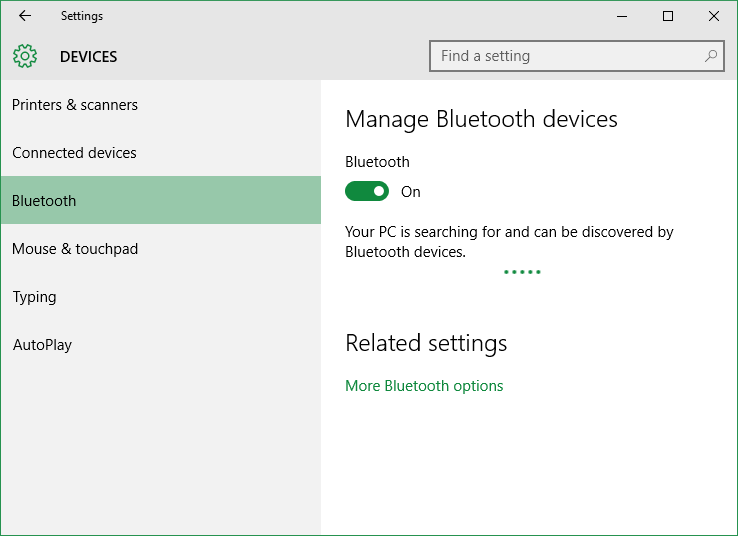 Settings
DEVICES
Find a setting
Printers & scanners
Connected devices
Bluetooth
Mouse & touchpad
Typing
AutoPlay
Manage Bluetooth devices
Bluetooth
On
Your PC is searching for and can be discovered by
Bluetooth devices.
Related settings
More Bluetooth options